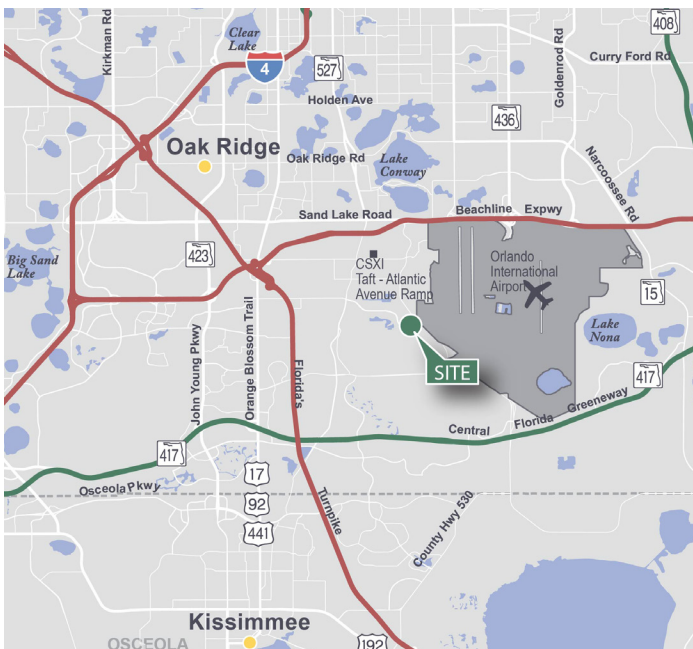 Kirkman Rd
Clear
Lake
4
527
408
Goldenrod Rd
Curry Ford Rd
Holden Ave
436
Oak Ridge
Oak Ridge Rd
Lake
Conway
Narcoossee Rd
Sand Lake Road
Beachline Expwy
423
Big Sand
Lake
CSXI
Taft - Atlantic
Avenue Ramp
Orlando
International
Airport
15
Lake
Nona
John Young Pkwy
Orange Blossom Trail
Florida's
SITE
417
Central Florida Greeneway
417
Osceola Pkwy
17
92
441
Turnpike
County Hwy 530
Kissimmee
OSCEOLA
192